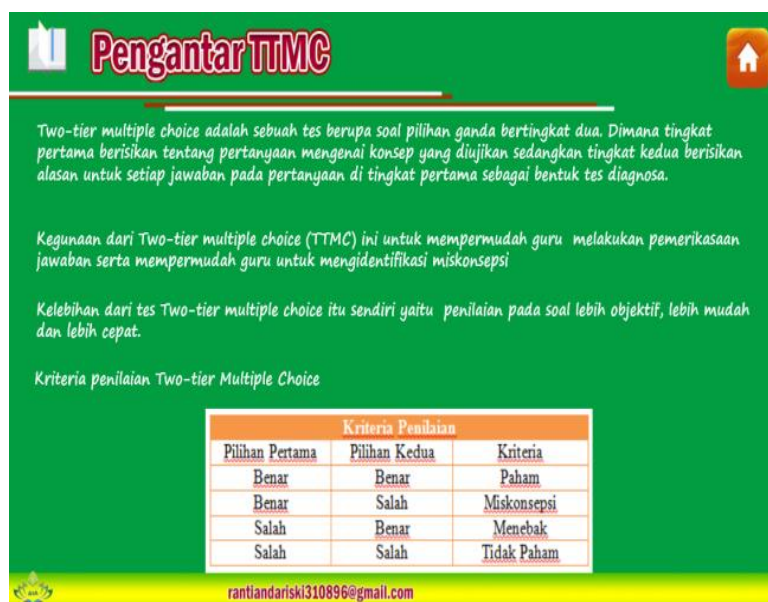 Pengantar TTMC
Two-tier multiple choice adalah sebuah tes berupa soal pilihan ganda bertingkat dua. Dimana tingkat
pertama berisikan tentang pertanyaan mengenai konsep yang diujikan sedangkan tingkat kedua berisikan
alasan untuk setiap jawaban pada pertanyaan di tingkat pertama sebagai bentuk tes diagnosa.
Kegunaan dari Two-tier multiple choice (TTMC) ini untuk mempermudah guru melakukan pemerikasaan
jawaban serta mempermudah guru untuk mengidentifikasi miskonsepsi
Kelebihan dari tes Two-tier multiple choice itu sendiri yaitu penilaian pada soal lebih objektif, lebih mudah
dan lebih cepat.
Kriteria penilaian Two-tier Multiple Choice
Kriteria Penilaian
Pilihan Pertama Pilihan Kedua Kriteria
Benar Benar Paham
Benar Salah Miskonsepsi
Salah Benar Menebak
Salah Salah Tidak Paham
rantiandariski310896@gmail.com